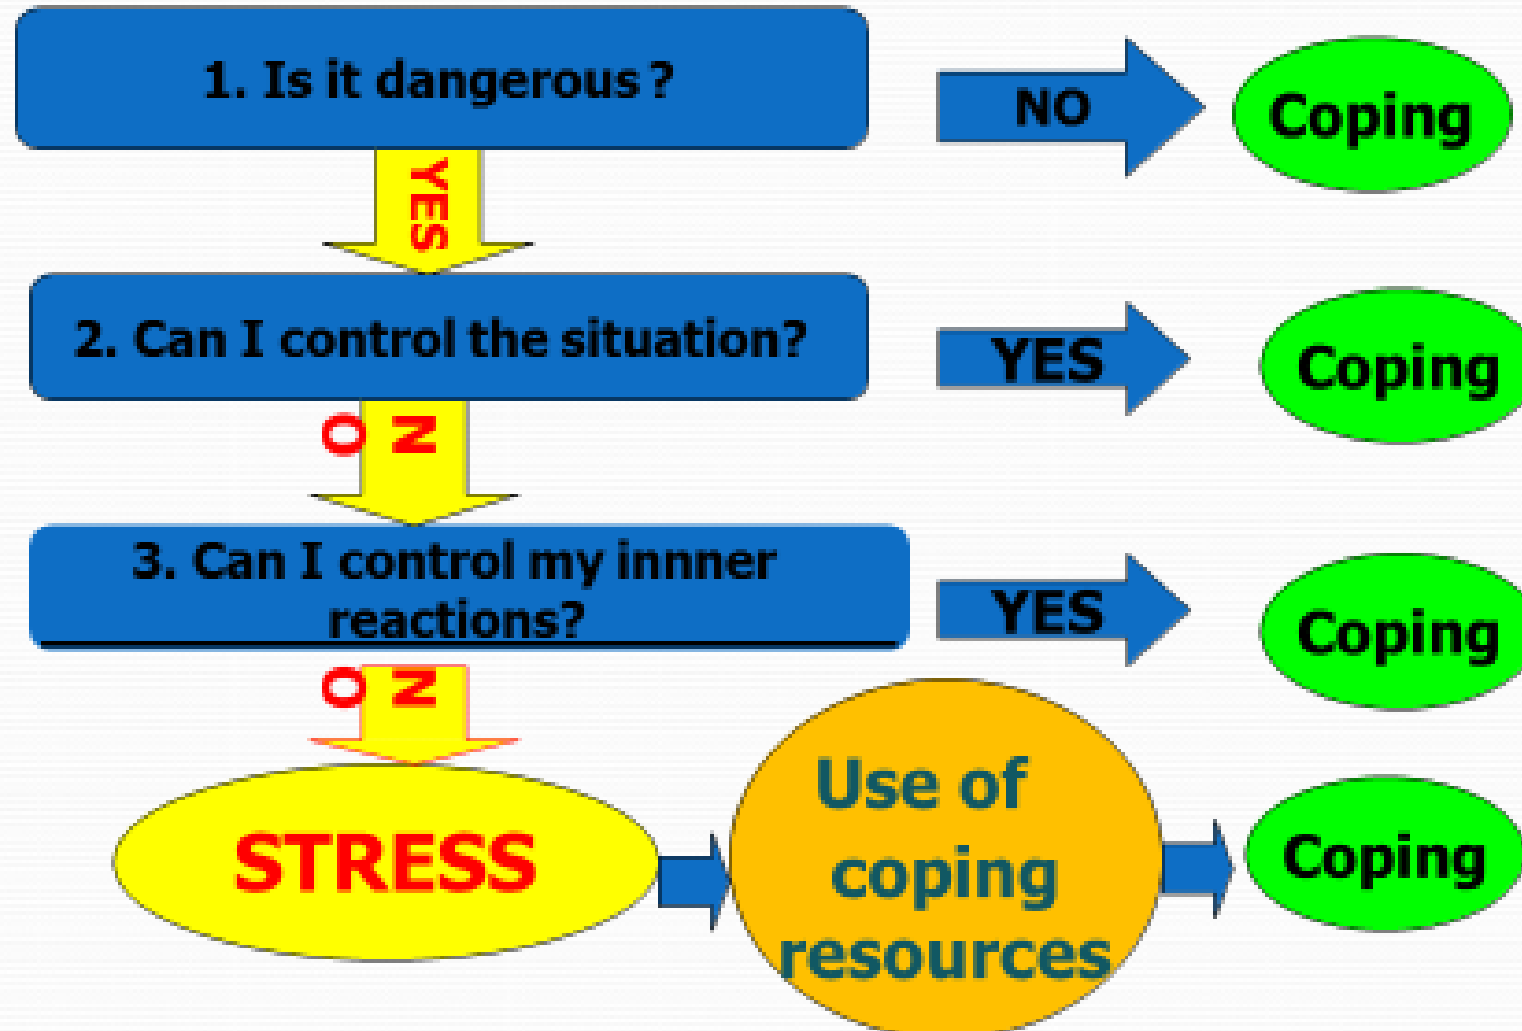 1. Is it dangerous ?
NO
Coping
YES
2. Can I control the situation?
YES
Coping
NO
3. Can I control my innner
reactions?
YES
Coping
NO
STRESS
Use of
coping
resources
Coping